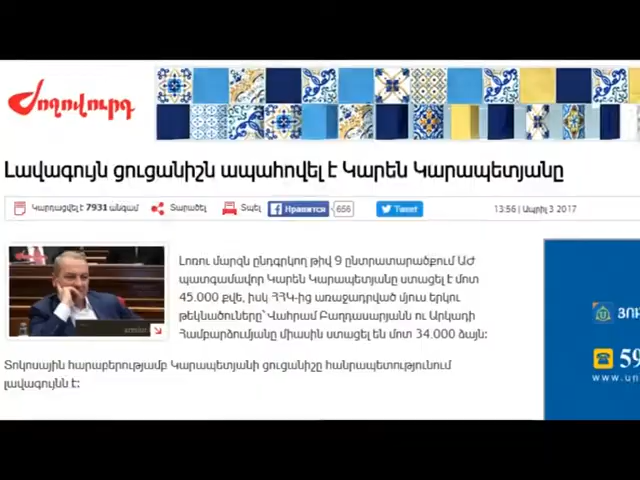 Ժողովուրդ
Լավագույն ցուցանիշն ապահովել է Կարեն Կարապետյանը
Կարդացվել է 7931 անգամ
Տարածել
Տպել
Нравится
656
Tweet
13:56 | Ապրիլ 3 2017
Լոռու մարզն ընդգրկող թիվ 9 ընտրատարածքում ԱԺ
պատգամավոր Կարեն Կարապետյանը ստացել է մոտ
45.000 քվե, իսկ ՀՀԿ-ից առաջադրված մյուս երկու
թեկնածուները՝ Վահրամ Բաղդասարյանն ու Արկադի
Համբարձումյանը միասին ստացել են մոտ 34.000 ձայն:
Տոկոսային հարաբերությամբ Կարապետյանի ցուցանիշը հանրապետությունում
լավագույնն է:
59